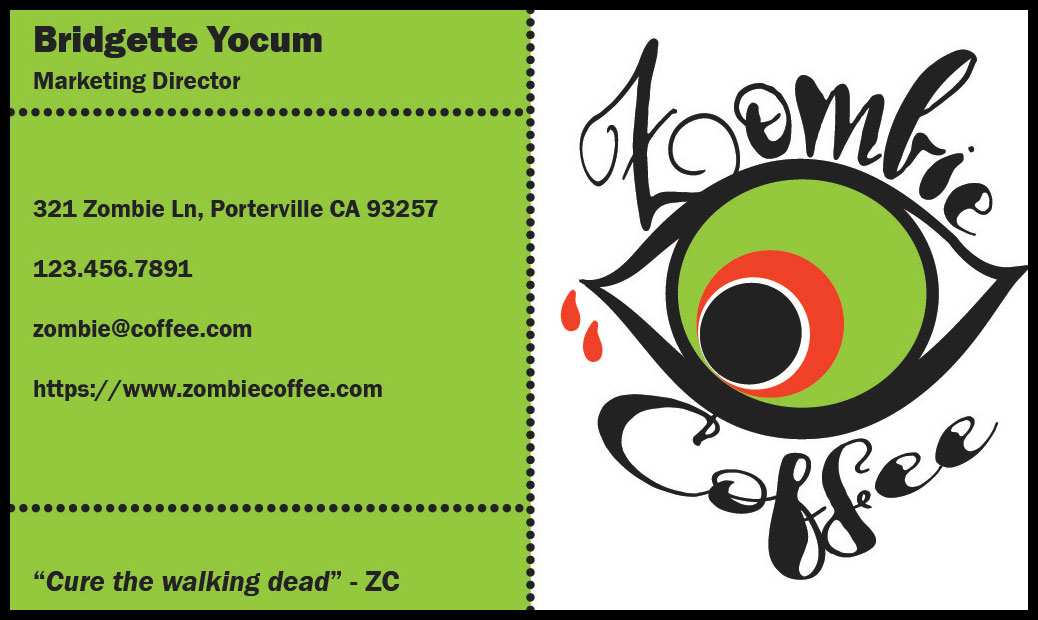 Bridgette Yocum
Marketing Director
321 Zombie Ln, Porterville CA 93257
123.456.7891
zombie@coffee.com
https://www.zombiecoffee.com
“Cure the walking dead” - ZC
Zombie
Coffee